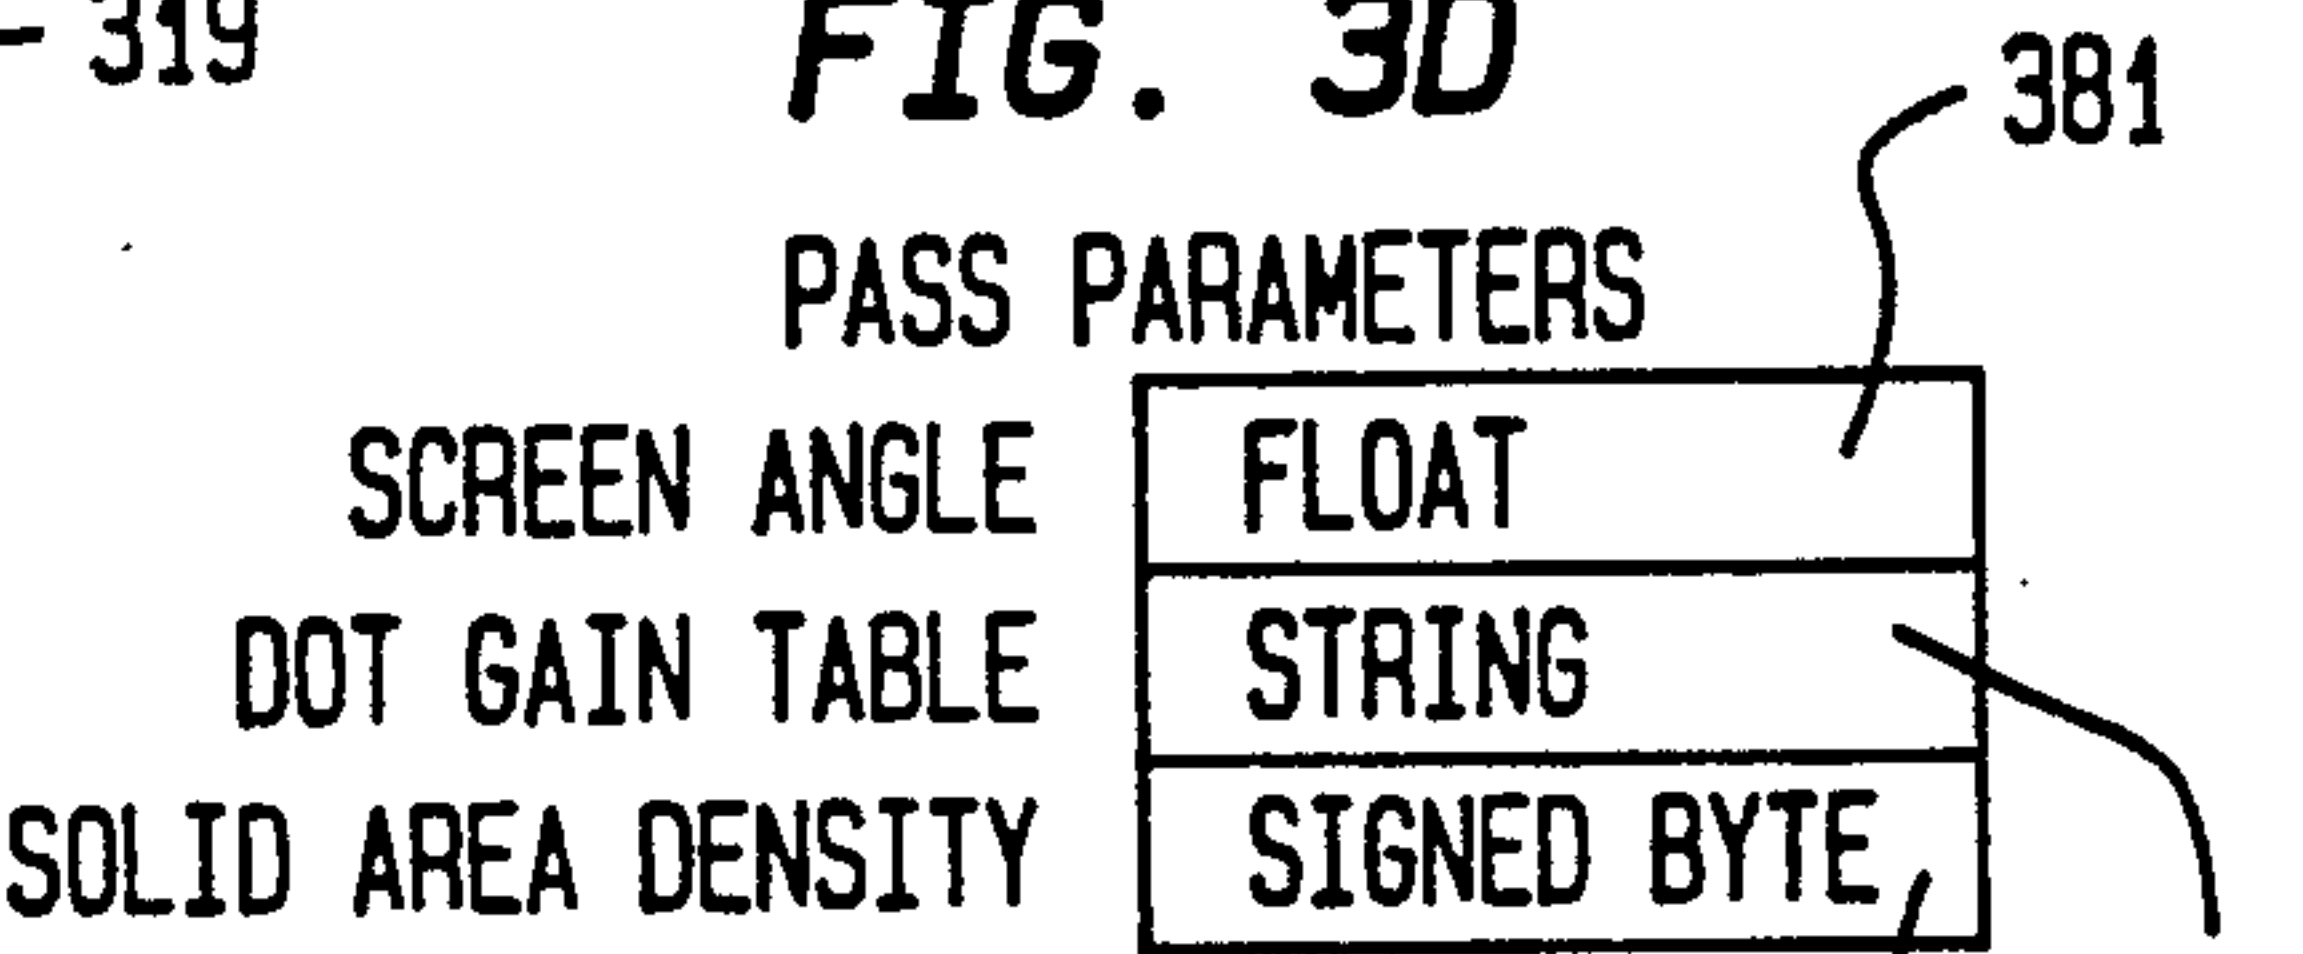 319
FIG. 3D
381
PASS PARAMETERS
SCREEN ANGLE FLOAT
DOT GAIN TABLE STRING
SOLID AREA DENSITY SIGNED BYTE